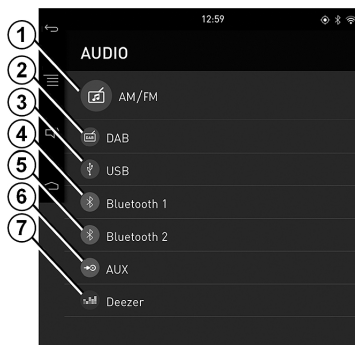 12:59
AUDIO
1
AM/FM
2
DAB
3
USB
4
Bluetooth 1
5
Bluetooth 2
6
AUX
7
Deezer